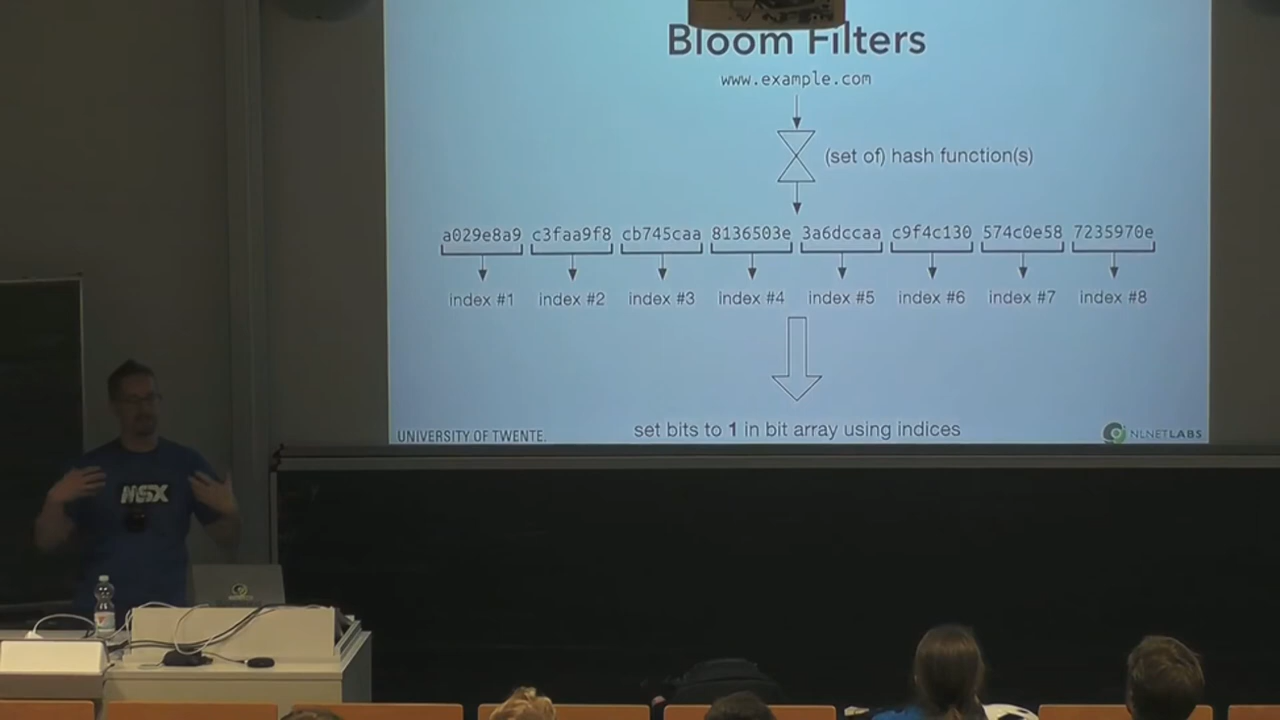 Bloom Filters
www.example.com
(set of) hash function(s)
a029e8a9 c3faa9f8 cb745caa 8136503e 3a6dccaa c9f4c130 574c0e58 7235970e
index #1 index #2 index #3 index #4 index #5 index #6 index #7 index #8
set bits to 1 in bit array using indices
UNIVERSITY OF TWENTE.
NLNETLABS
MSX